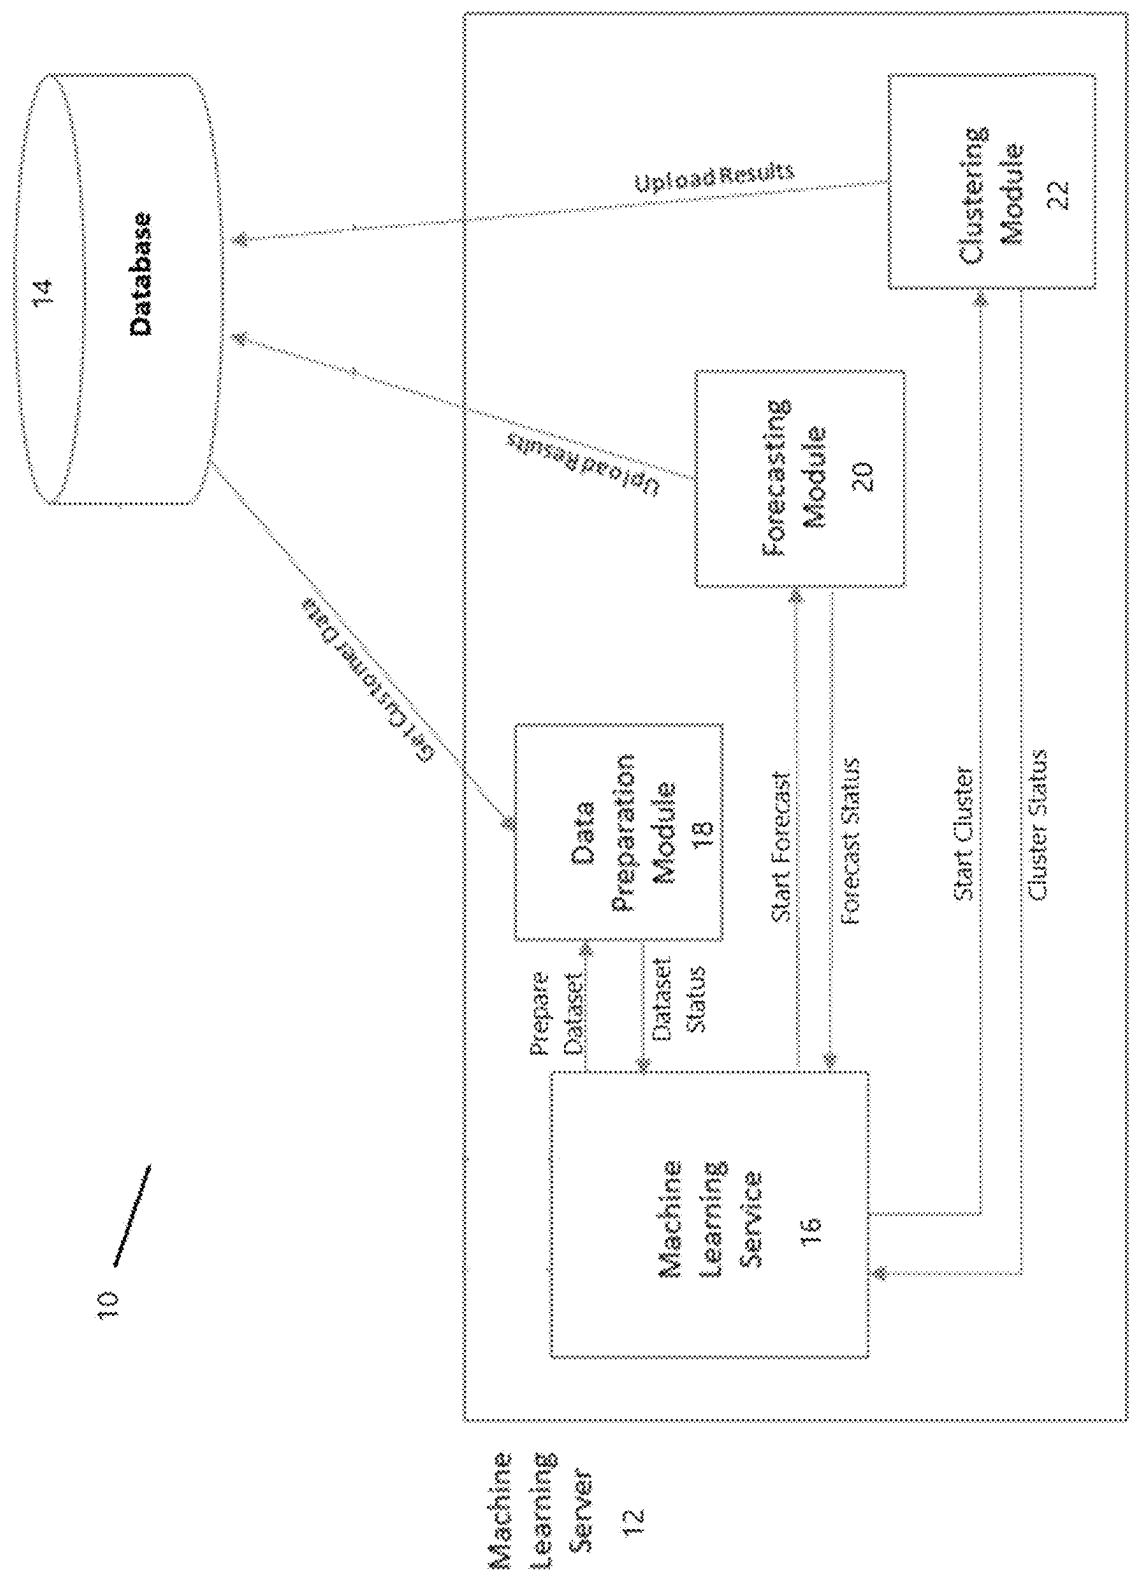 10
14
Database
Get Customer Data
Upload Results
Upload Results
Machine
Learning
Server
12
Machine
Learning
Service
16
Prepare
Dataset
Dataset
Status
Data
Preparation
Module
18
Start Forecast
Forecast Status
Forecasting
Module
20
Start Cluster
Cluster Status
Clustering
Module
22